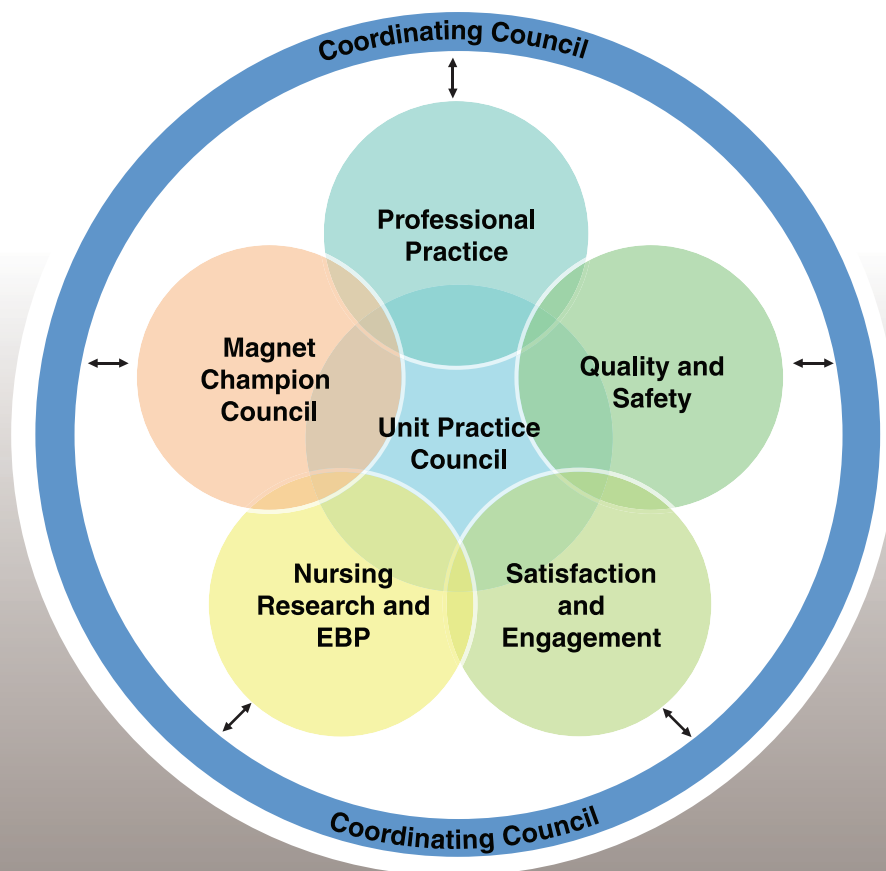 Coordinating Council
Professional
Practice
Magnet
Champion
Council
Quality and
Safety
Unit Practice
Council
Nursing
Research and
EBP
Satisfaction
and
Engagement
Coordinating Council